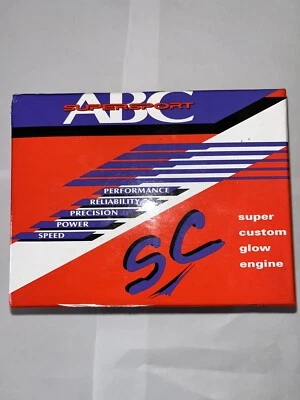 ABC
SUPERSPORT
PERFORMANCE
RELIABILITY
PRECISION
POWER
SPEED
SC
super
custom
glow
engine